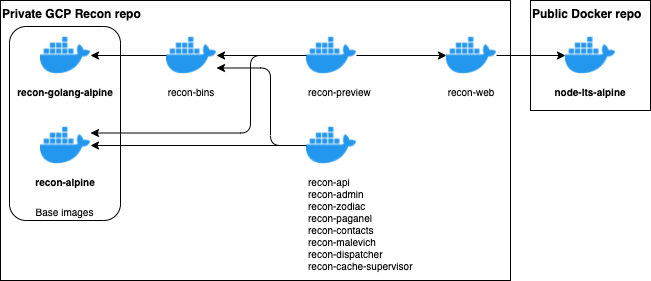 Private GCP Recon repo
Public Docker repo
recon-golang-alpine
recon-bins
recon-preview
recon-web
node-lts-alpine
recon-alpine
Base images
recon-api
recon-admin
recon-zodiac
recon-paganel
recon-contacts
recon-malevich
recon-dispatcher
recon-cache-supervisor